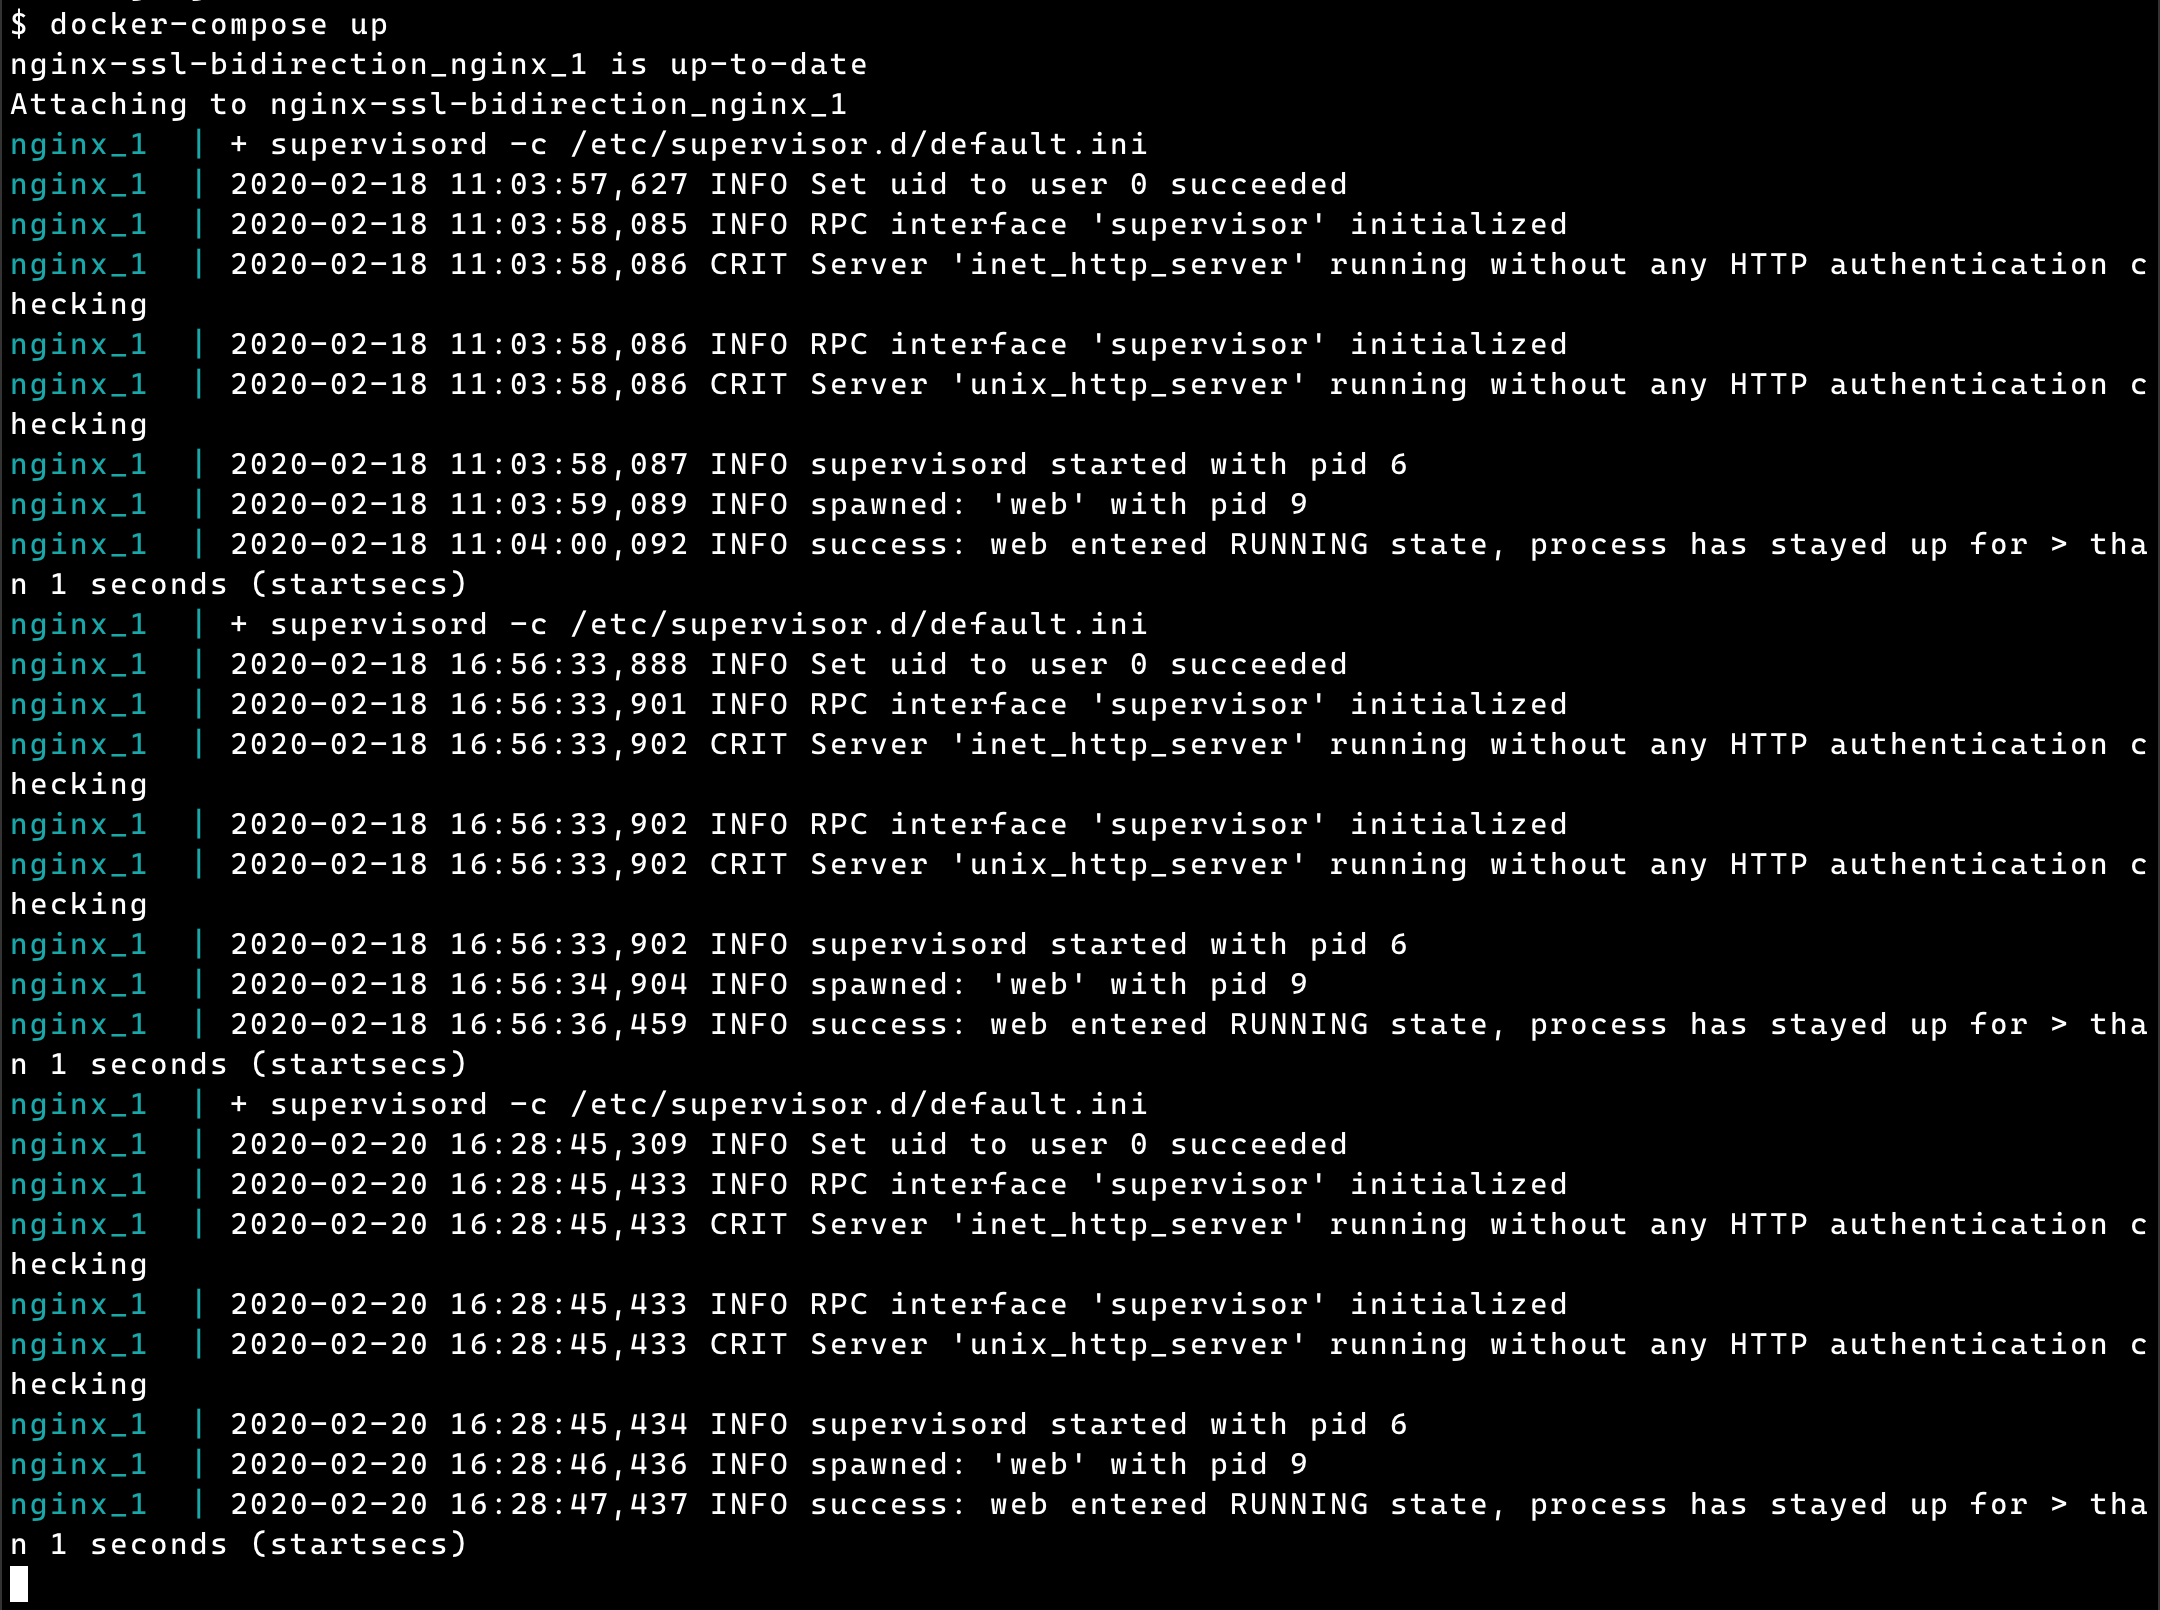 $ docker-compose up
nginx-ssl-bidirection_nginx_1 is up-to-date
Attaching to nginx-ssl-bidirection_nginx_1
nginx_1  | + supervisord -c /etc/supervisor.d/default.ini
nginx_1  | 2020-02-18 11:03:57,627 INFO Set uid to user 0 succeeded
nginx_1  | 2020-02-18 11:03:58,085 INFO RPC interface 'supervisor' initialized
nginx_1  | 2020-02-18 11:03:58,086 CRIT Server 'inet_http_server' running without any HTTP authentication c
hecking
nginx_1  | 2020-02-18 11:03:58,086 INFO RPC interface 'supervisor' initialized
nginx_1  | 2020-02-18 11:03:58,086 CRIT Server 'unix_http_server' running without any HTTP authentication c
hecking
nginx_1  | 2020-02-18 11:03:58,087 INFO supervisord started with pid 6
nginx_1  | 2020-02-18 11:03:59,089 INFO spawned: 'web' with pid 9
nginx_1  | 2020-02-18 11:04:00,092 INFO success: web entered RUNNING state, process has stayed up for > tha
n 1 seconds (startsecs)
nginx_1  | + supervisord -c /etc/supervisor.d/default.ini
nginx_1  | 2020-02-18 16:56:33,888 INFO Set uid to user 0 succeeded
nginx_1  | 2020-02-18 16:56:33,901 INFO RPC interface 'supervisor' initialized
nginx_1  | 2020-02-18 16:56:33,902 CRIT Server 'inet_http_server' running without any HTTP authentication c
hecking
nginx_1  | 2020-02-18 16:56:33,902 INFO RPC interface 'supervisor' initialized
nginx_1  | 2020-02-18 16:56:33,902 CRIT Server 'unix_http_server' running without any HTTP authentication c
hecking
nginx_1  | 2020-02-18 16:56:33,902 INFO supervisord started with pid 6
nginx_1  | 2020-02-18 16:56:34,904 INFO spawned: 'web' with pid 9
nginx_1  | 2020-02-18 16:56:36,459 INFO success: web entered RUNNING state, process has stayed up for > tha
n 1 seconds (startsecs)
nginx_1  | + supervisord -c /etc/supervisor.d/default.ini
nginx_1  | 2020-02-20 16:28:45,309 INFO Set uid to user 0 succeeded
nginx_1  | 2020-02-20 16:28:45,433 INFO RPC interface 'supervisor' initialized
nginx_1  | 2020-02-20 16:28:45,433 CRIT Server 'inet_http_server' running without any HTTP authentication c
hecking
nginx_1  | 2020-02-20 16:28:45,433 INFO RPC interface 'supervisor' initialized
nginx_1  | 2020-02-20 16:28:45,433 CRIT Server 'unix_http_server' running without any HTTP authentication c
hecking
nginx_1  | 2020-02-20 16:28:45,434 INFO supervisord started with pid 6
nginx_1  | 2020-02-20 16:28:46,436 INFO spawned: 'web' with pid 9
nginx_1  | 2020-02-20 16:28:47,437 INFO success: web entered RUNNING state, process has stayed up for > tha
n 1 seconds (startsecs)